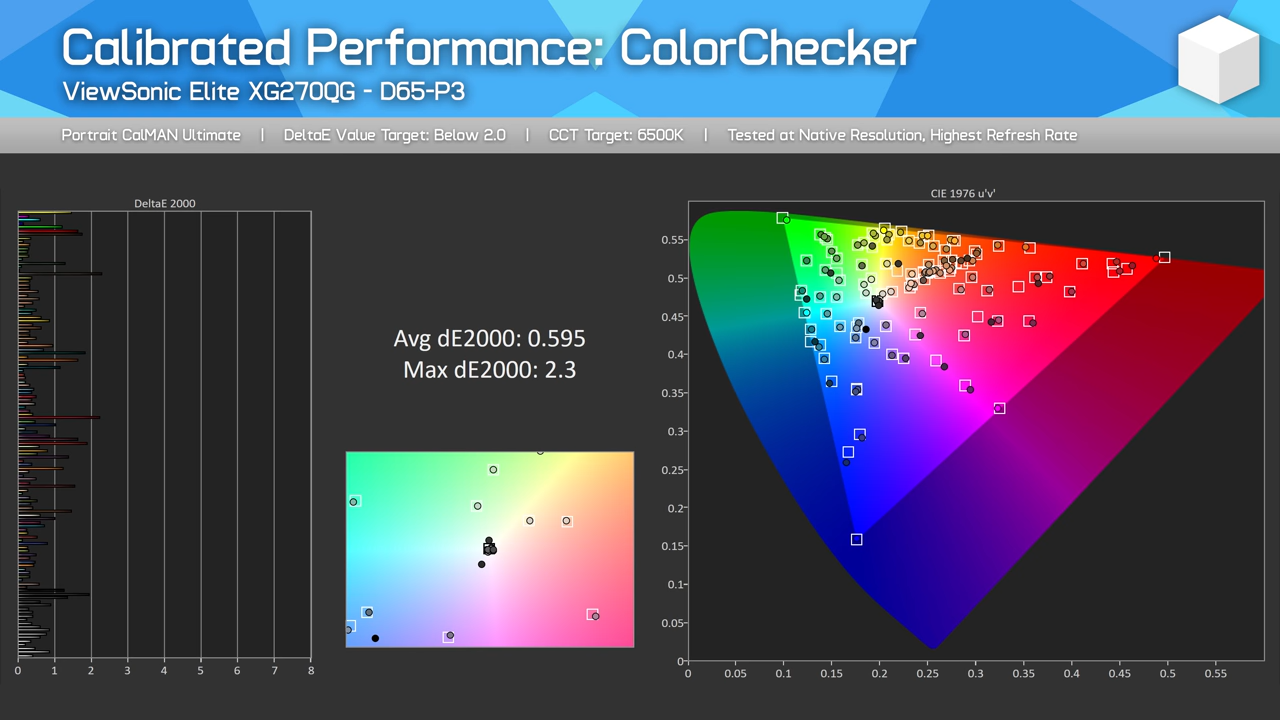 Calibrated Performance: ColorChecker
ViewSonic Elite XG270QG - D65-P3
Portrait CalMAN Ultimate | DeltaE Value Target: Below 2.0 | CCT Target: 6500K | Tested at Native Resolution, Highest Refresh Rate
DeltaE 2000
0 1 2 3 4 5 6 7 8
Avg dE2000: 0.595
Max dE2000: 2.3
CIE 1976 u'v'
0.55
0.5
0.45
0.4
0.35
0.3
0.25
0.2
0.15
0.1
0.05
0
0 0.05 0.1 0.15 0.2 0.25 0.3 0.35 0.4 0.45 0.5 0.55